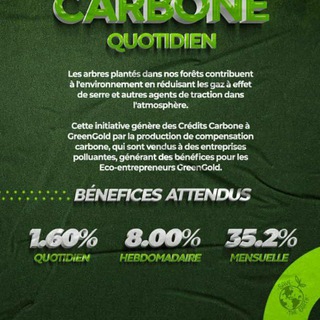 CARBONE
QUOTIDIEN
Les arbres plantés dans nos forêts contribuent
à l'environnement en réduisant les gaz à effet
de serre et autres agents de traction dans
l'atmosphère.
Cette initiative génère des Crédits Carbone à
GreenGold par la production de compensation
carbone, qui sont vendus à des entreprises
polluantes, générant des bénéfices pour les
Eco-entrepreneurs GreenGold.
BÉNEFICES ATTENDUS
1.60% 8.00% 35.2%
QUOTIDIEN HEBDOMADAIRE MENSUELLE